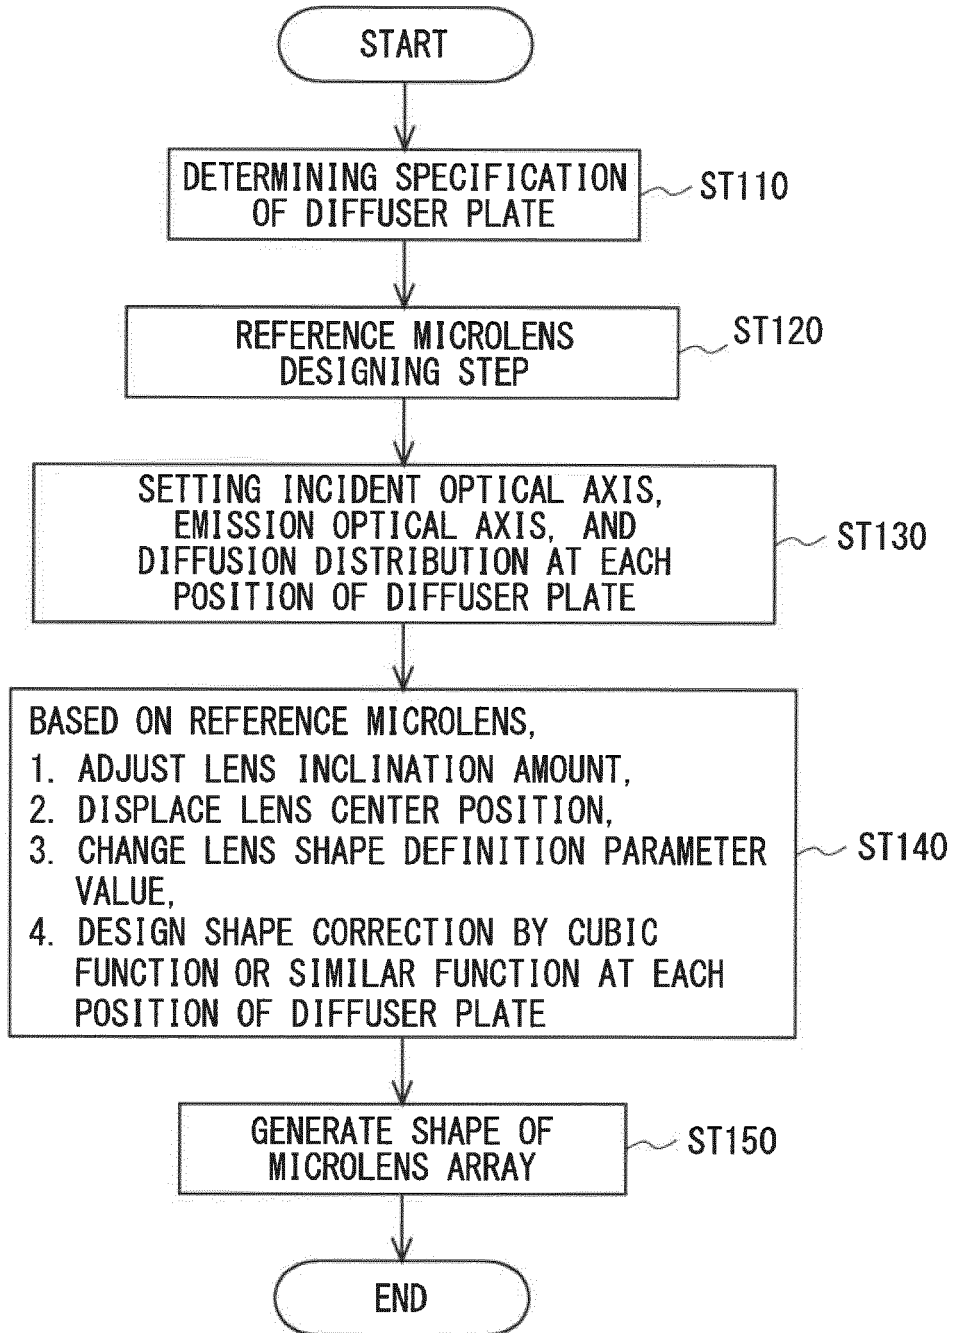 START
DETERMINING SPECIFICATION
OF DIFFUSER PLATE
ST110
REFERENCE MICROLENS
DESIGNING STEP
ST120
SETTING INCIDENT OPTICAL AXIS,
EMISSION OPTICAL AXIS, AND
DIFFUSION DISTRIBUTION AT EACH
POSITION OF DIFFUSER PLATE
ST130
BASED ON REFERENCE MICROLENS,
1. ADJUST LENS INCLINATION AMOUNT,
2. DISPLACE LENS CENTER POSITION,
3. CHANGE LENS SHAPE DEFINITION PARAMETER
VALUE,
4. DESIGN SHAPE CORRECTION BY CUBIC
FUNCTION OR SIMILAR FUNCTION AT EACH
POSITION OF DIFFUSER PLATE
ST140
GENERATE SHAPE OF
MICROLENS ARRAY
ST150
END